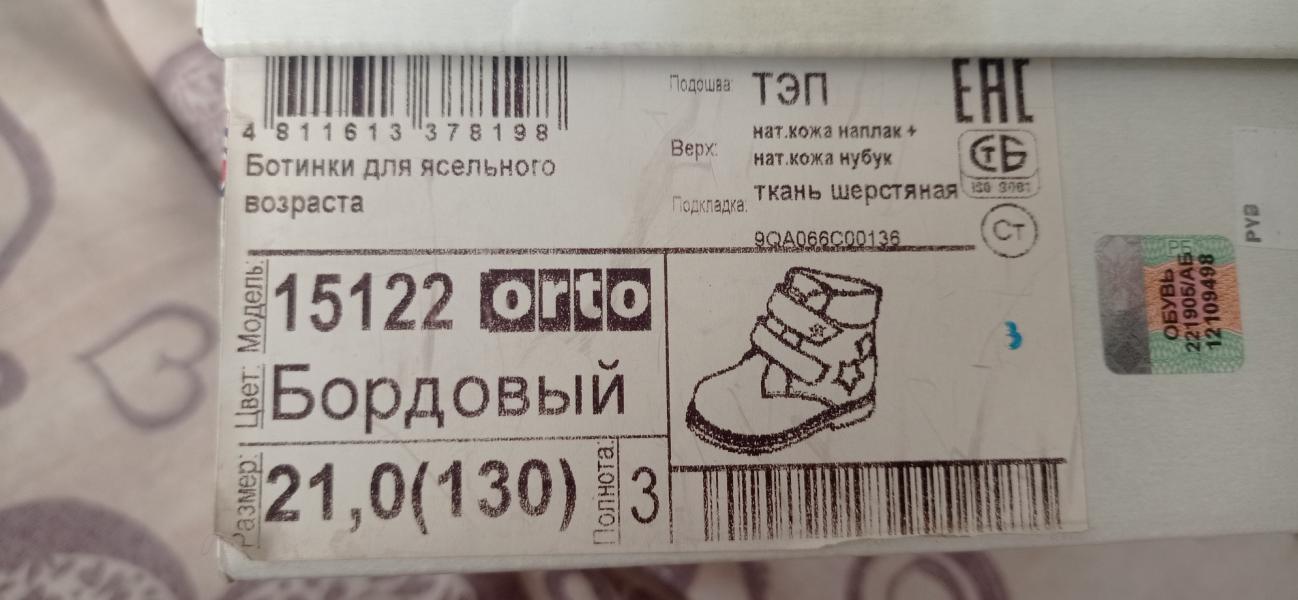 4 811613 378198
Ботинки для ясельного
возраста
Подошва: ТЭП
Верх: нат.кожа наплак +
нат.кожа нубук
Подкладка: ткань шерстяная
9QA066C00136
EAC
СТБ
ISO 9001
СТ
Модель: 15122 orto
Цвет: Бордовый
Размер: 21,0(130)
Полнота: 3
3
РБ
ОБУВЬ
221905/АБ
12109498
РУВ